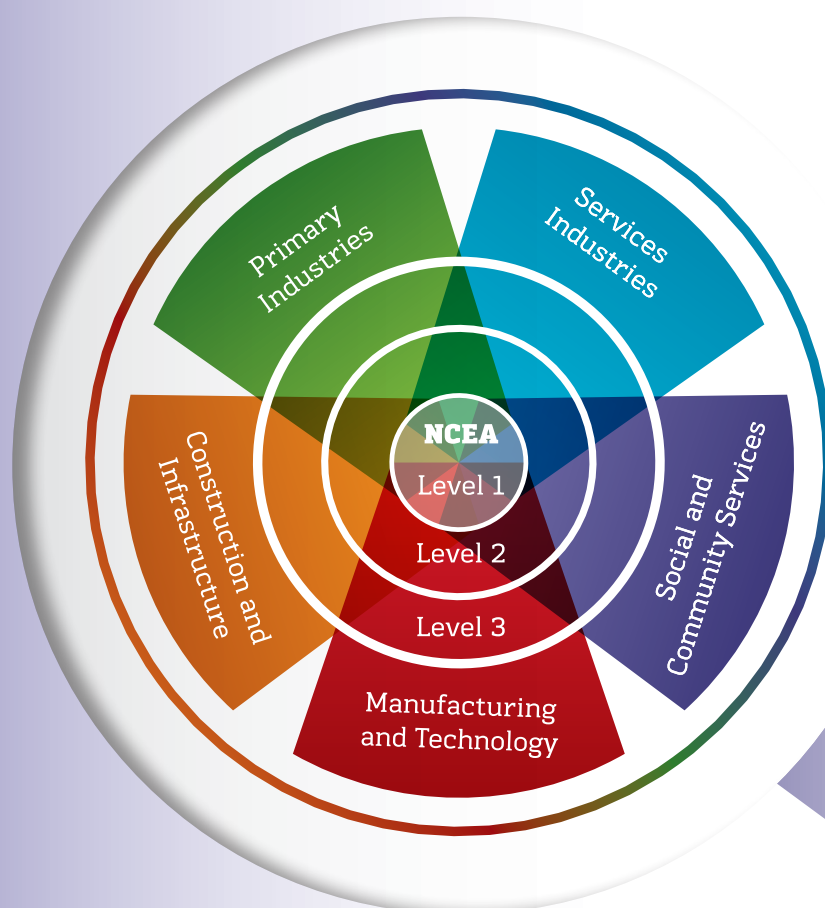 Primary
Industries
Services
Industries
NCEA
Level 1
Level 2
Level 3
Construction and
Infrastructure
Social and
Community Services
Manufacturing
and Technology